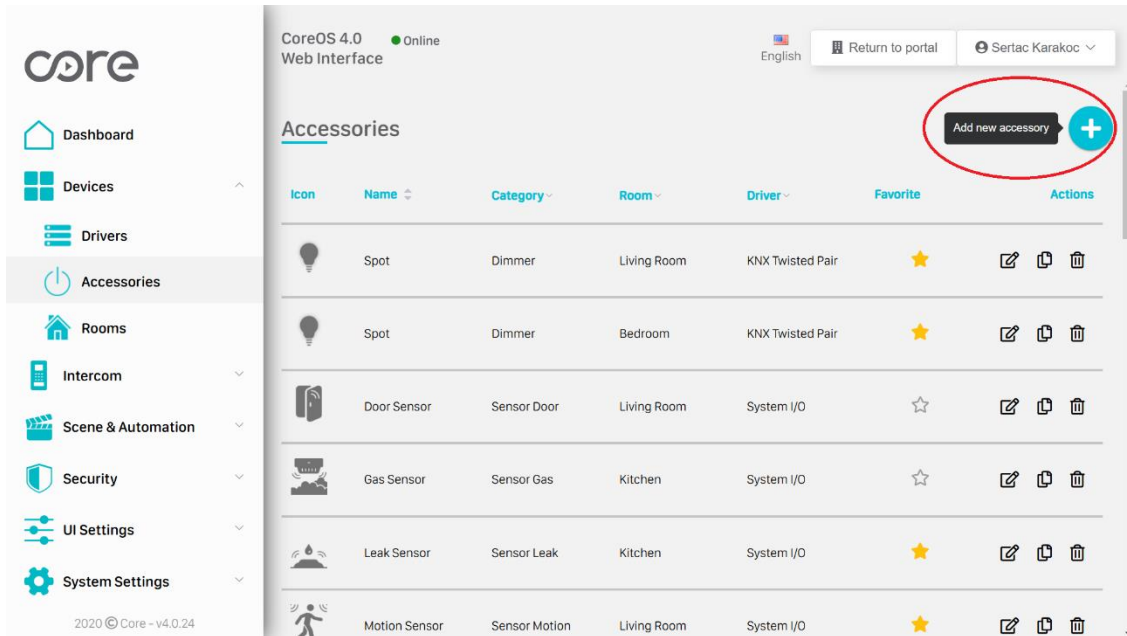 core
Dashboard
Devices
Drivers
Accessories
Rooms
Intercom
Scene & Automation
Security
UI Settings
System Settings
2020 © Core - v4.0.24
CoreOS 4.0 Online
Web Interface
English
Return to portal
Sertac Karakoc
Accessories
Add new accessory
Icon Name Category Room Driver Favorite Actions
Spot Dimmer Living Room KNX Twisted Pair
Spot Dimmer Bedroom KNX Twisted Pair
Door Sensor Sensor Door Living Room System I/O
Gas Sensor Sensor Gas Kitchen System I/O
Leak Sensor Sensor Leak Kitchen System I/O
Motion Sensor Sensor Motion Living Room System I/O